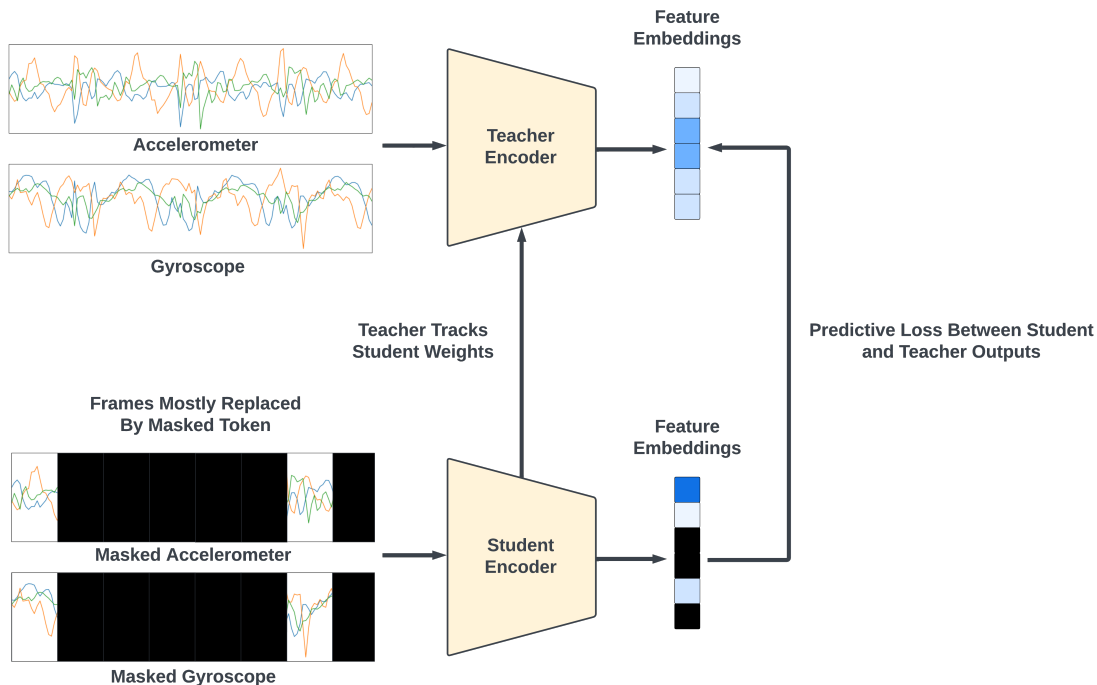 Feature
Embeddings
Accelerometer
Teacher
Encoder
Gyroscope
Teacher Tracks
Student Weights
Predictive Loss Between Student
and Teacher Outputs
Frames Mostly Replaced
By Masked Token
Feature
Embeddings
Masked Accelerometer
Student
Encoder
Masked Gyroscope